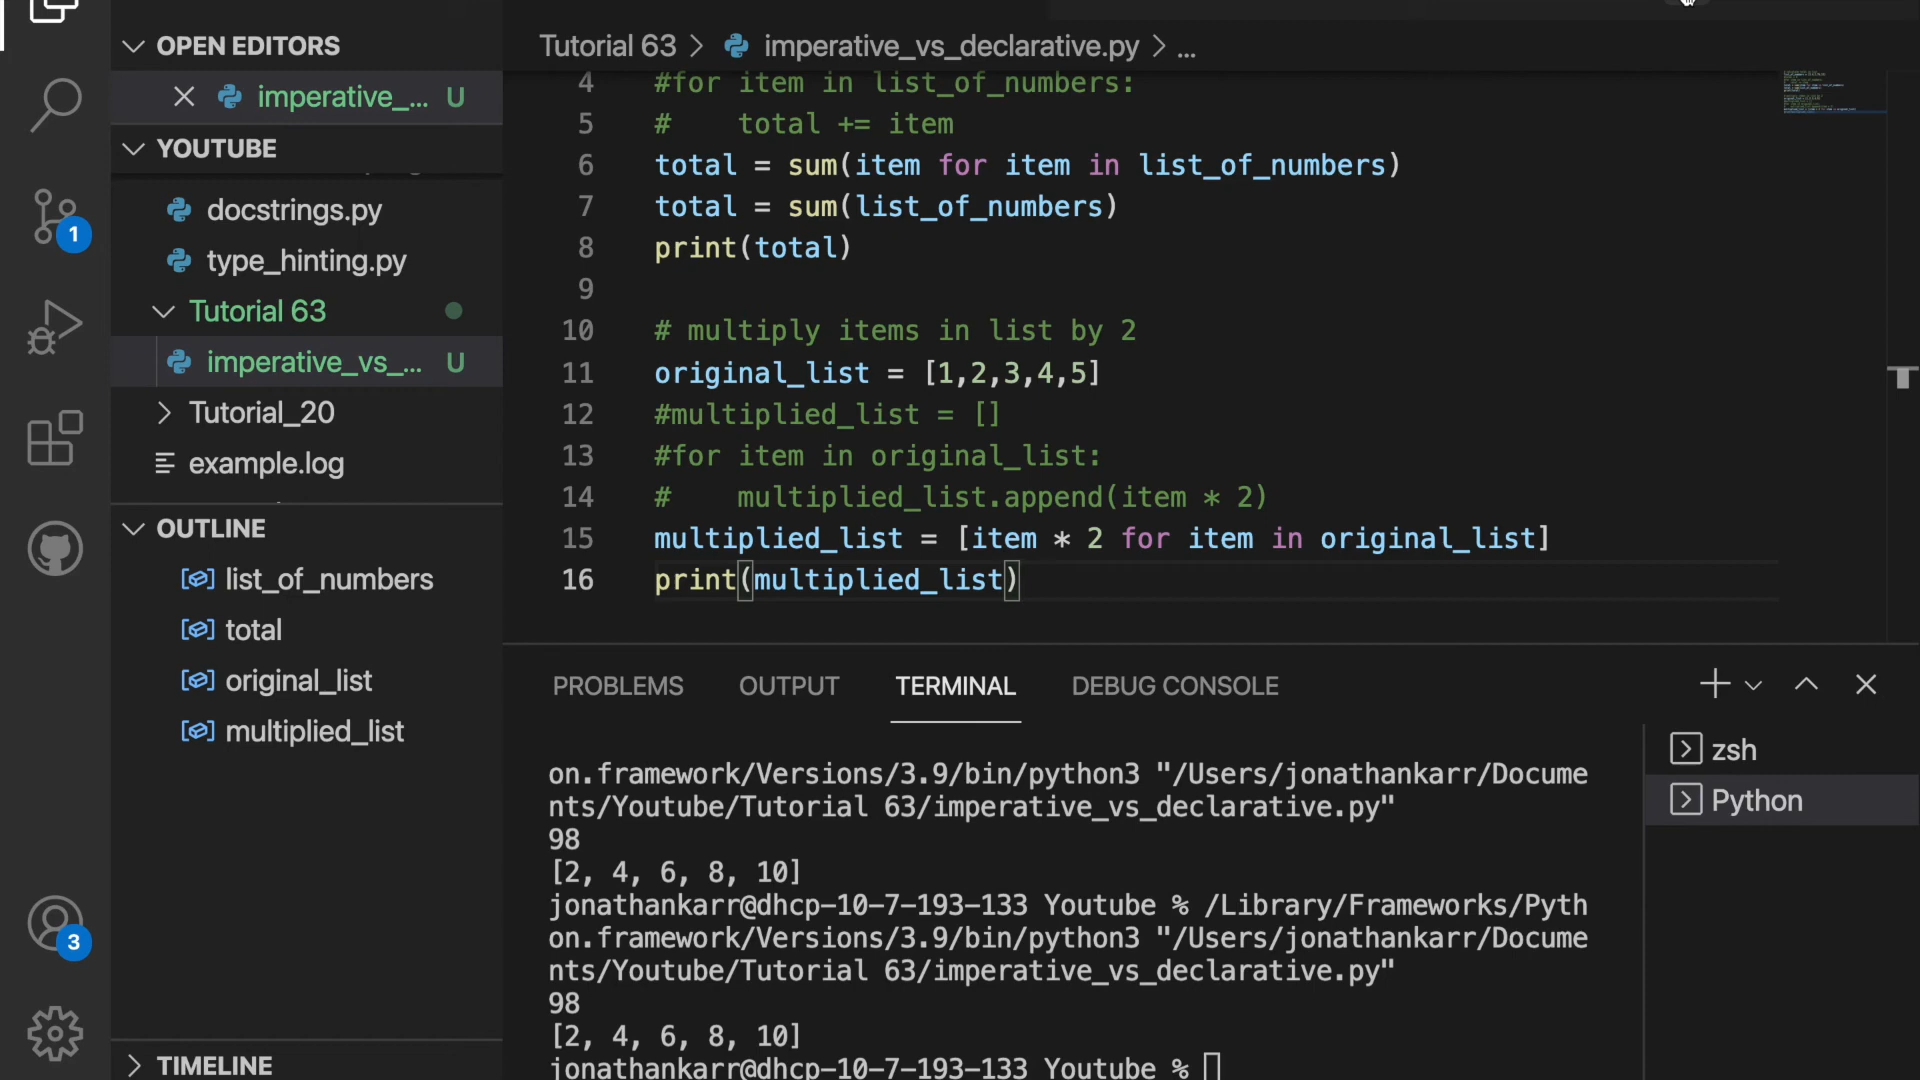 OPEN EDITORS
imperative_... U
YOUTUBE
docstrings.py
type_hinting.py
Tutorial 63
imperative_vs_... U
Tutorial_20
example.log
OUTLINE
list_of_numbers
total
original_list
multiplied_list
TIMELINE
1
3
Tutorial 63 > imperative_vs_declarative.py > ...
4 #for item in list_of_numbers:
5 #    total += item
6 total = sum(item for item in list_of_numbers)
7 total = sum(list_of_numbers)
8 print(total)
9
10 # multiply items in list by 2
11 original_list = [1,2,3,4,5]
12 #multiplied_list = []
13 #for item in original_list:
14 #    multiplied_list.append(item * 2)
15 multiplied_list = [item * 2 for item in original_list]
16 print(multiplied_list)
PROBLEMS OUTPUT TERMINAL DEBUG CONSOLE
on.framework/Versions/3.9/bin/python3 "/Users/jonathankarr/Docume
nts/Youtube/Tutorial 63/imperative_vs_declarative.py"
98
[2, 4, 6, 8, 10]
jonathankarr@dhcp-10-7-193-133 Youtube % /Library/Frameworks/Pyth
on.framework/Versions/3.9/bin/python3 "/Users/jonathankarr/Docume
nts/Youtube/Tutorial 63/imperative_vs_declarative.py"
98
[2, 4, 6, 8, 10]
jonathankarr@dhcp-10-7-193-133 Youtube %
zsh
Python